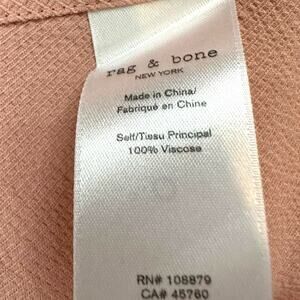 rag & bone
NEW YORK
Made in China/
Fabriqué en Chine
Self/Tissu Principal
100% Viscose
RN# 108879
CA# 45760